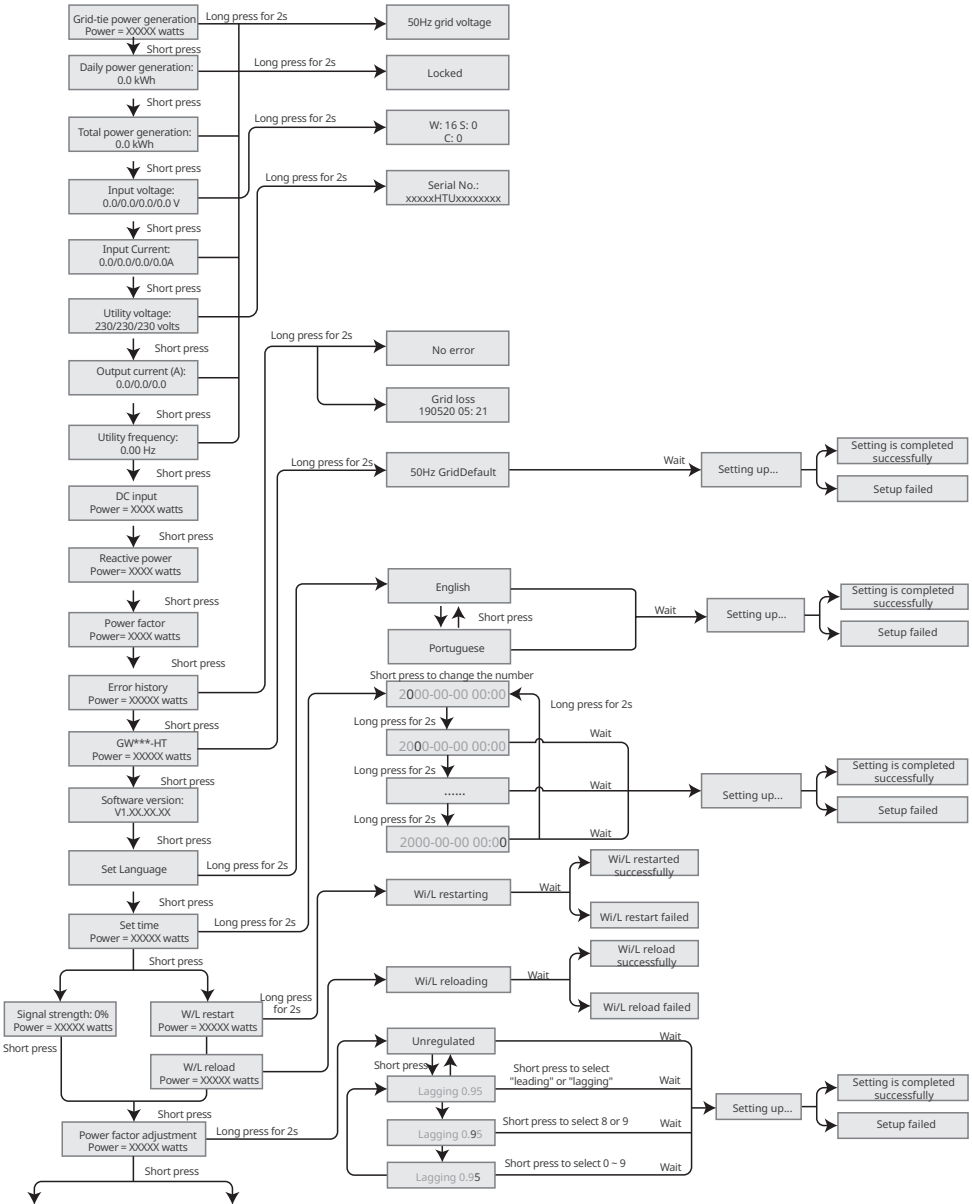 Grid-tie power generation
Power = XXXXX watts
Long press for 2s
50Hz grid voltage
Short press
Daily power generation:
0.0 kWh
Long press for 2s
Locked
Short press
Total power generation:
0.0 kWh
Long press for 2s
W: 16 S: 0
C: 0
Short press
Input voltage:
0.0/0.0/0.0/0.0 V
Long press for 2s
Serial No.:
xxxxxHTUxxxxxxxx
Short press
Input Current:
0.0/0.0/0.0/0.0A
Short press
Utility voltage:
230/230/230 volts
Long press for 2s
No error
Short press
Output current (A):
0.0/0.0/0.0
Grid loss
190520 05: 21
Short press
Utility frequency:
0.00 Hz
Long press for 2s
50Hz GridDefault
Wait
Setting up...
Setting is completed
successfully
Setup failed
Short press
DC input
Power = XXXX watts
Short press
Reactive power
Power= XXXX watts
Short press
Power factor
Power= XXXX watts
English
Short press
Portuguese
Wait
Setting up...
Setting is completed
successfully
Setup failed
Short press
Error history
Power = XXXXX watts
Short press to change the number
2000-00-00 00:00
Long press for 2s
Short press
GW***-HT
Power = XXXXX watts
Long press for 2s
2000-00-00 00:00
Wait
Short press
Software version:
V1.XX.XX.XX
Long press for 2s
......
Wait
Setting up...
Setting is completed
successfully
Setup failed
Long press for 2s
2000-00-00 00:00
Wait
Short press
Set Language
Long press for 2s
Wi/L restarting
Wait
Wi/L restarted
successfully
Wi/L restart failed
Short press
Set time
Power = XXXXX watts
Long press for 2s
Short press
Wi/L reloading
Wait
Wi/L reload
successfully
Wi/L reload failed
Signal strength: 0%
Power = XXXXX watts
W/L restart
Power = XXXXX watts
Long press
for 2s
Short press
W/L reload
Power = XXXXX watts
Unregulated
Wait
Short press
Lagging 0.95
Short press to select
"leading" or "lagging"
Wait
Setting up...
Setting is completed
successfully
Setup failed
Short press
Power factor adjustment
Power = XXXXX watts
Long press for 2s
Lagging 0.95
Short press to select 8 or 9
Wait
Short press
Lagging 0.95
Short press to select 0 ~ 9
Wait